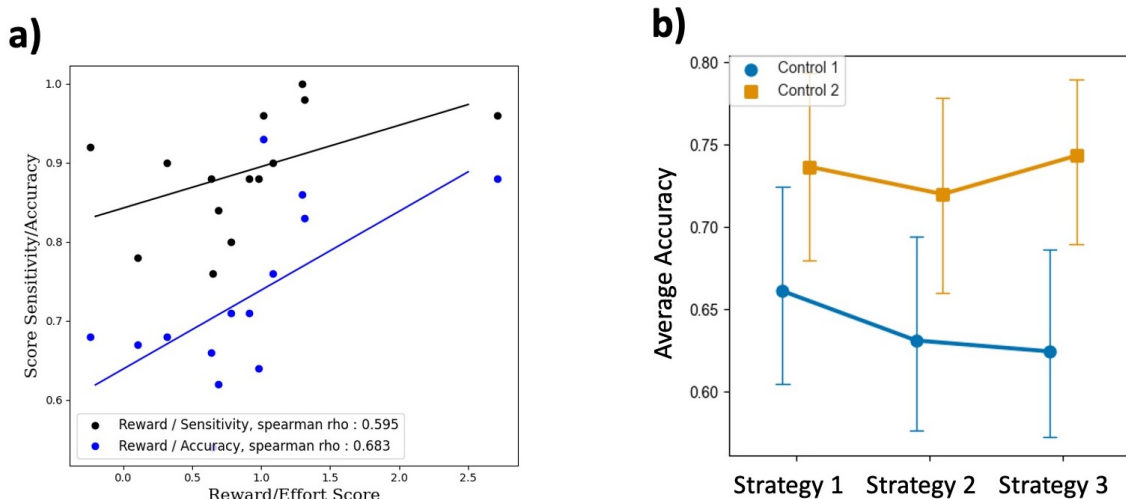 a)
Score Sensitivity/Accuracy
1.0
0.9
0.8
0.7
0.6
Reward / Sensitivity, spearman rho : 0.595
Reward / Accuracy, spearman rho : 0.683
0.0 0.5 1.0 1.5 2.0 2.5
Reward/Effort Score
b)
Average Accuracy
0.80
0.75
0.70
0.65
0.60
Control 1
Control 2
Strategy 1 Strategy 2 Strategy 3